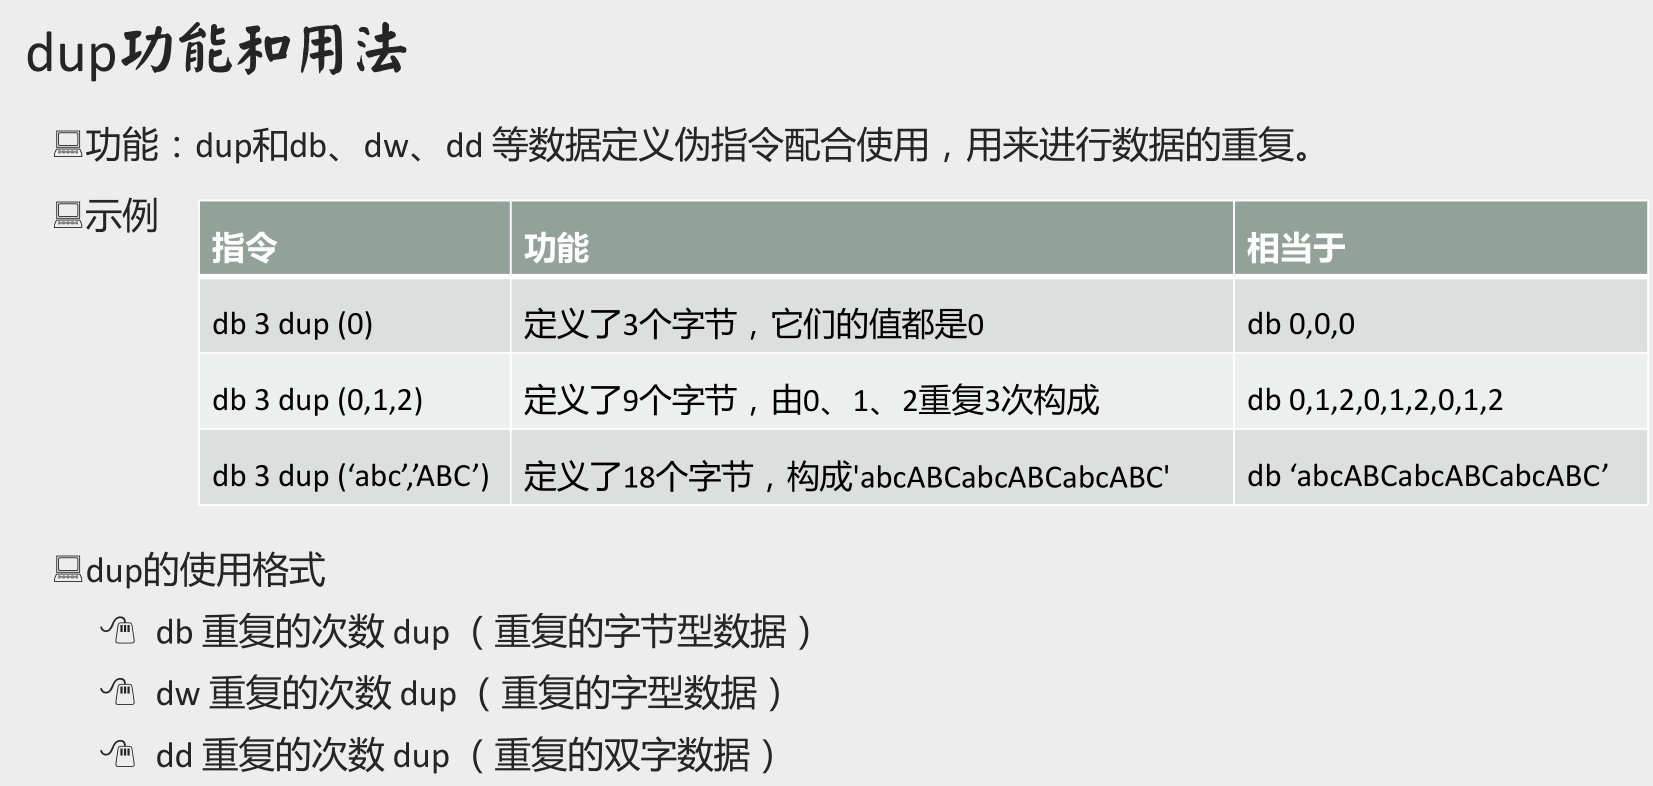 dup功能和用法
功能：dup和db、dw、dd 等数据定义伪指令配合使用，用来进行数据的重复。
示例
指令 功能 相当于
db 3 dup (0) 定义了3个字节，它们的值都是0 db 0,0,0
db 3 dup (0,1,2) 定义了9个字节，由0、1、2重复3次构成 db 0,1,2,0,1,2,0,1,2
db 3 dup (‘abc’,’ABC’) 定义了18个字节，构成'abcABCabcABCabcABC' db ‘abcABCabcABCabcABC’
dup的使用格式
db 重复的次数 dup（重复的字节型数据）
dw 重复的次数 dup（重复的字型数据）
dd 重复的次数 dup（重复的双字数据）